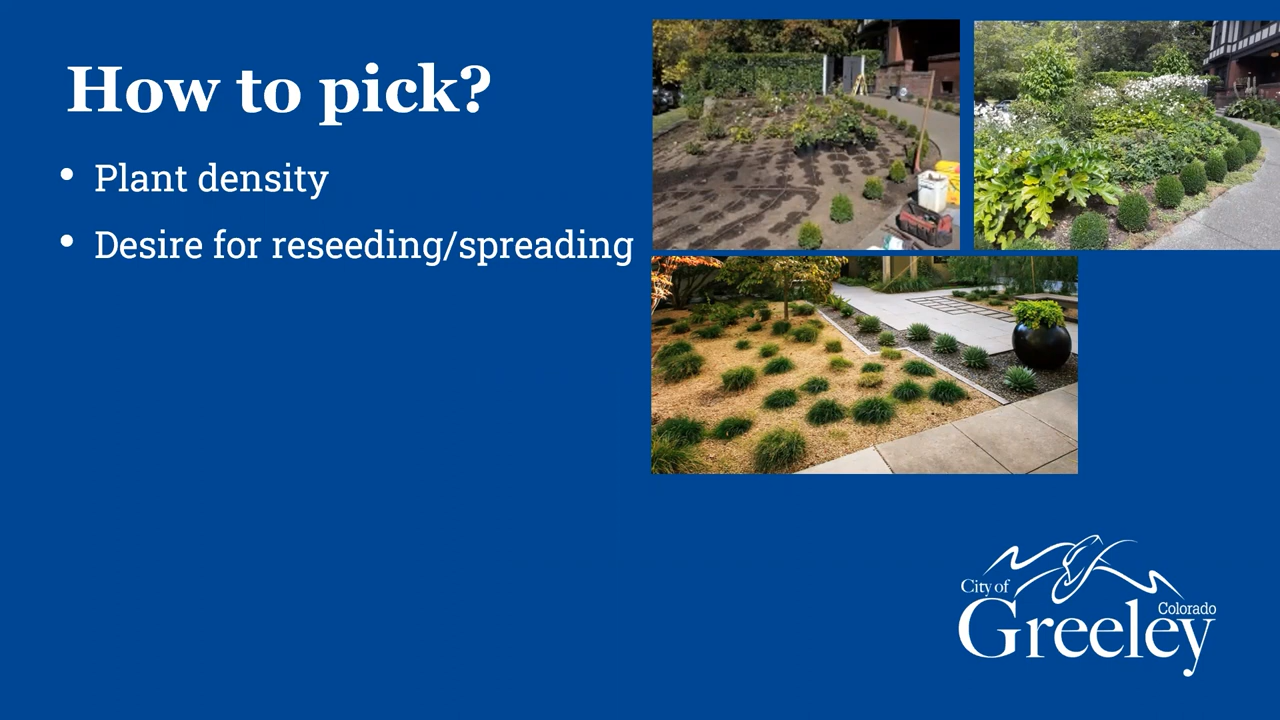 How to pick?
• Plant density
• Desire for reseeding/spreading
City of
Colorado
Greeley